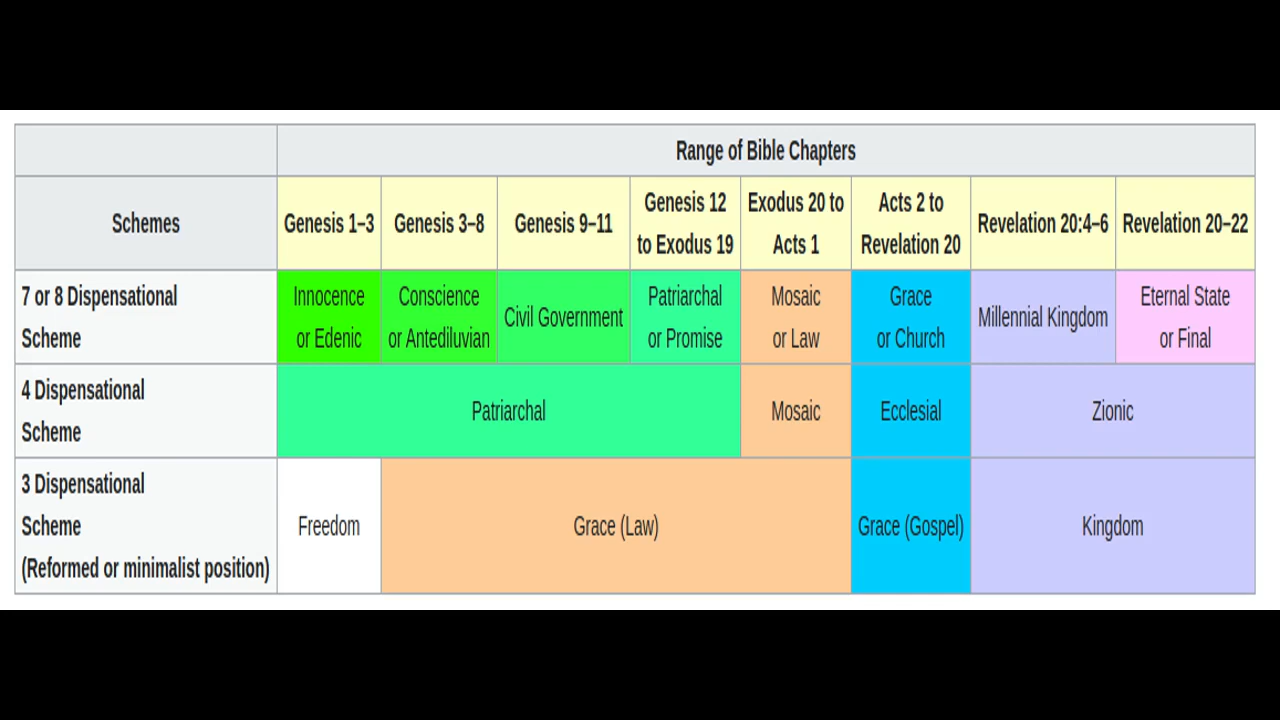 Range of Bible Chapters
Schemes
Genesis 1–3
Genesis 3–8
Genesis 9–11
Genesis 12
to Exodus 19
Exodus 20 to
Acts 1
Acts 2 to
Revelation 20
Revelation 20:4–6
Revelation 20–22
7 or 8 Dispensational
Scheme
Innocence
or Edenic
Conscience
or Antediluvian
Civil Government
Patriarchal
or Promise
Mosaic
or Law
Grace
or Church
Millennial Kingdom
Eternal State
or Final
4 Dispensational
Scheme
Patriarchal
Mosaic
Ecclesial
Zionic
3 Dispensational
Scheme
(Reformed or minimalist position)
Freedom
Grace (Law)
Grace (Gospel)
Kingdom